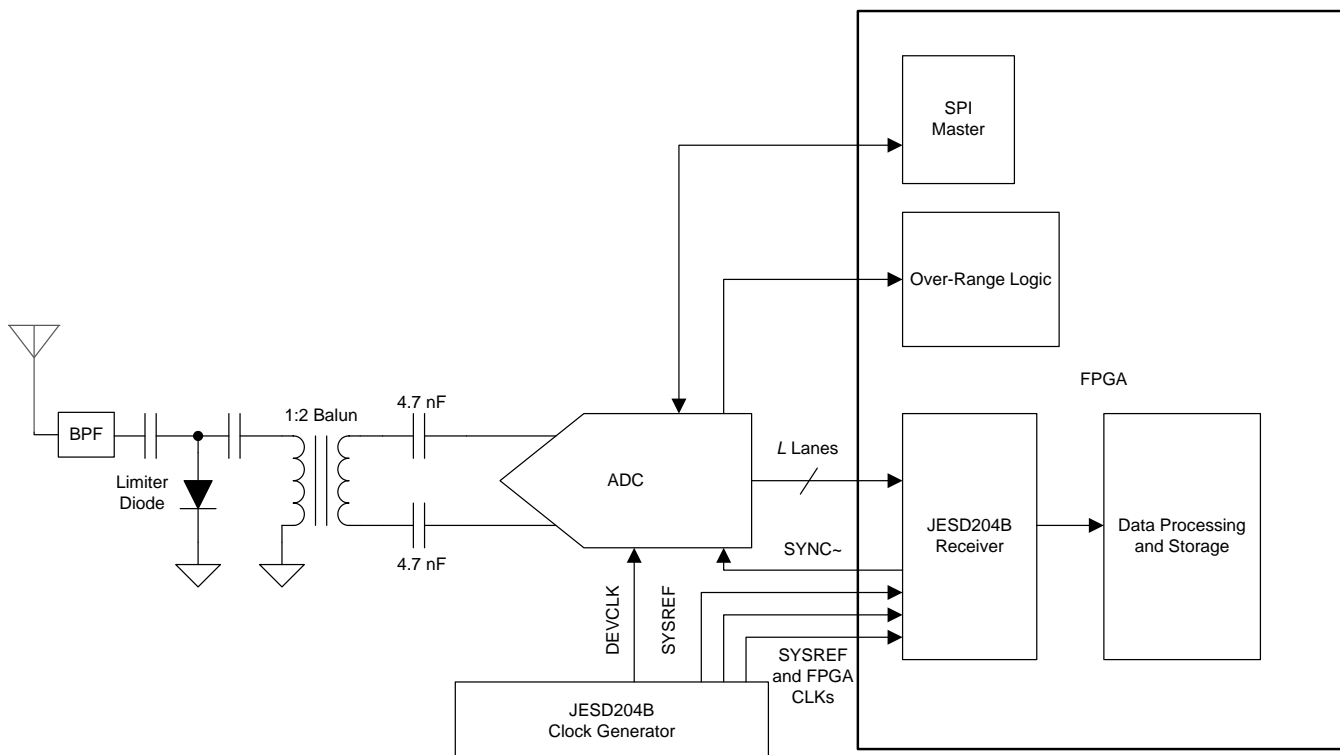 SPI
Master
Over-Range Logic
FPGA
1:2 Balun
4.7 nF
BPF
Limiter
Diode
ADC
L Lanes
4.7 nF
SYNC~
JESD204B
Receiver
Data Processing
and Storage
DEVCLK
SYSREF
SYSREF
and FPGA
CLKs
JESD204B
Clock Generator